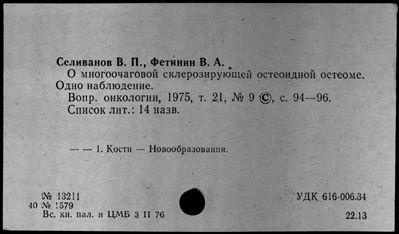 Селиванов В. П., Фетинин В. А.
О многоочаговой склерозирующей остеоидной остеоме.
Одно наблюдение.
Вопр. онкологии, 1975, т. 21, № 9 ©, с. 94—96.
Список лит.: 14 назв.
— — 1. Кости — Новообразования.
№ 13211
УДК 616-006.34
40 № 1579
Вс. кн. пал. и ЦМБ 3 II 76
22.13